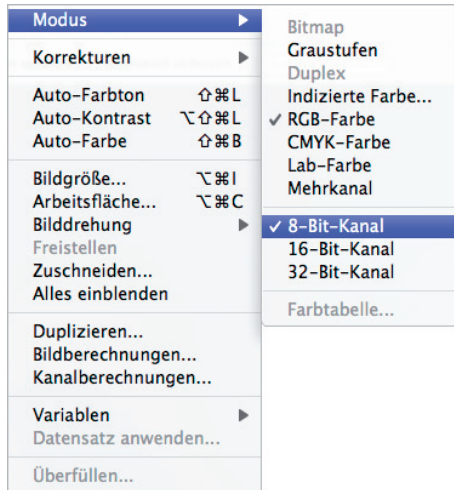 Modus
Korrekturen
Auto-Farbton ⇧⌘L
Auto-Kontrast ⌥⇧⌘L
Auto-Farbe ⇧⌘B
Bildgröße... ⌥⌘I
Arbeitsfläche... ⌥⌘C
Bilddrehung
Freistellen
Zuschneiden...
Alles einblenden
Duplizieren...
Bildberechnungen...
Kanalberechnungen...
Variablen
Datensatz anwenden...
Überfüllen...
Bitmap
Graustufen
Duplex
Indizierte Farbe...
✓ RGB-Farbe
CMYK-Farbe
Lab-Farbe
Mehrkanal
✓ 8-Bit-Kanal
16-Bit-Kanal
32-Bit-Kanal
Farbtabelle...